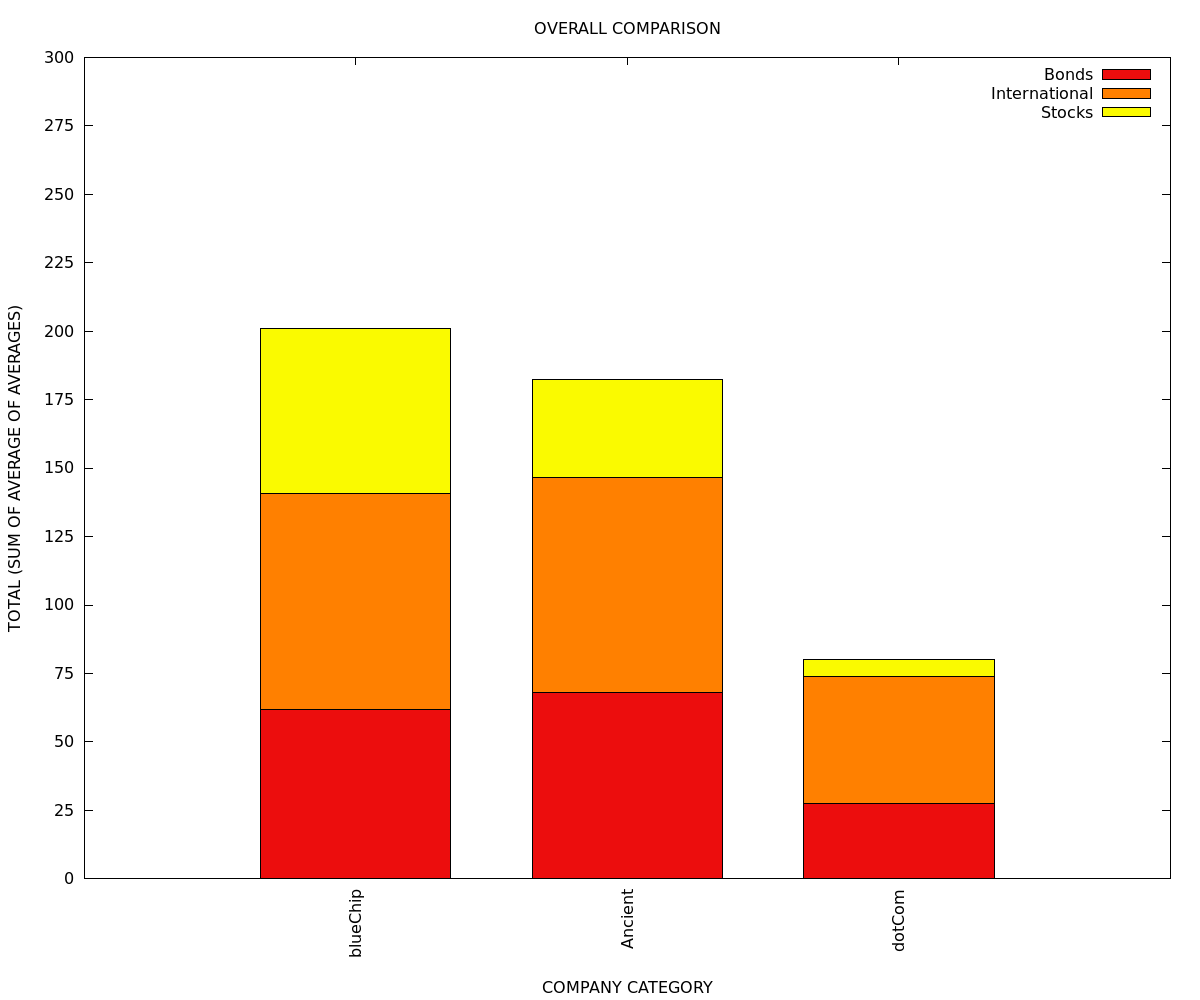 OVERALL COMPARISON
300
275
250
225
200
175
150
125
100
75
50
25
0
TOTAL (SUM OF AVERAGE OF AVERAGES)
Bonds
International
Stocks
blueChip
Ancient
dotCom
COMPANY CATEGORY